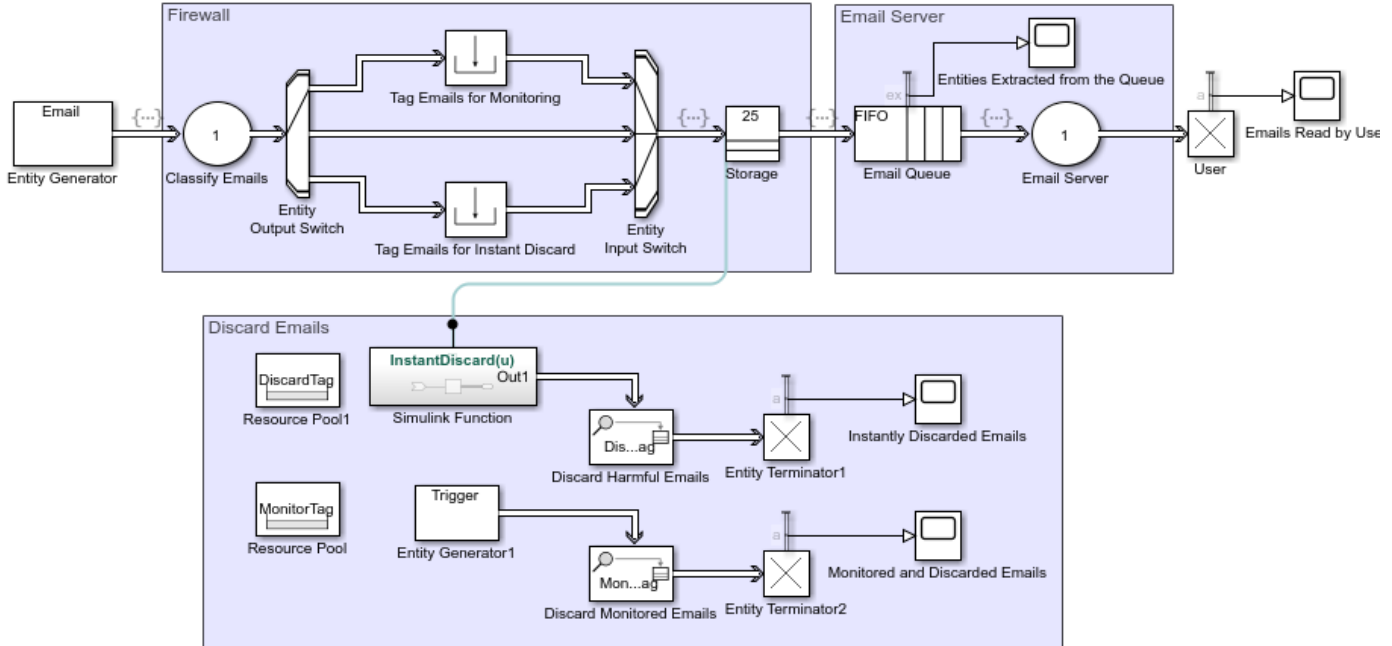 Firewall
Email Server
Email
Entity Generator
{...}
1
Classify Emails
Entity
Output Switch
Tag Emails for Monitoring
Tag Emails for Instant Discard
Entity
Input Switch
{...}
25
Storage
{...}
FIFO
Email Queue
ex
Entities Extracted from the Queue
{...}
1
Email Server
User
a
Emails Read by Use
Discard Emails
DiscardTag
Resource Pool1
InstantDiscard(u)
Out1
Simulink Function
Dis...ag
Discard Harmful Emails
a
Entity Terminator1
Instantly Discarded Emails
MonitorTag
Resource Pool
Trigger
Entity Generator1
Mon...ag
Discard Monitored Emails
a
Entity Terminator2
Monitored and Discarded Emails